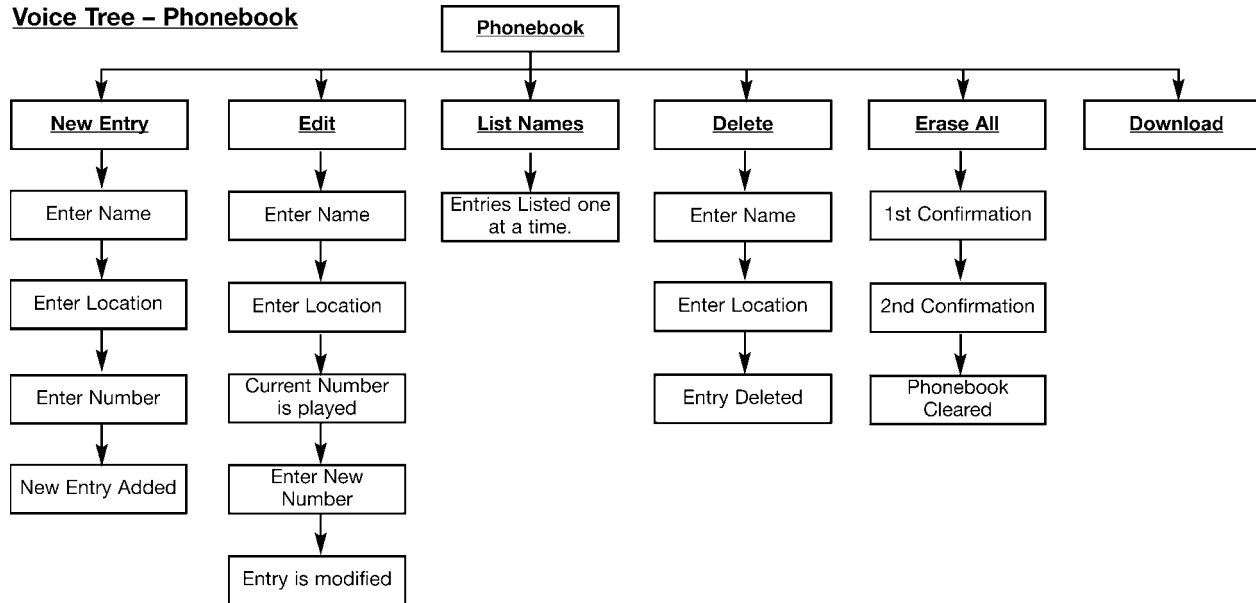 Voice Tree – Phonebook
Phonebook
New Entry
Edit
List Names
Delete
Erase All
Download
Enter Name
Enter Name
Entries Listed one
at a time.
Enter Name
1st Confirmation
Enter Location
Enter Location
Enter Location
2nd Confirmation
Enter Number
Current Number
is played
Entry Deleted
Phonebook
Cleared
New Entry Added
Enter New
Number
Entry is modified